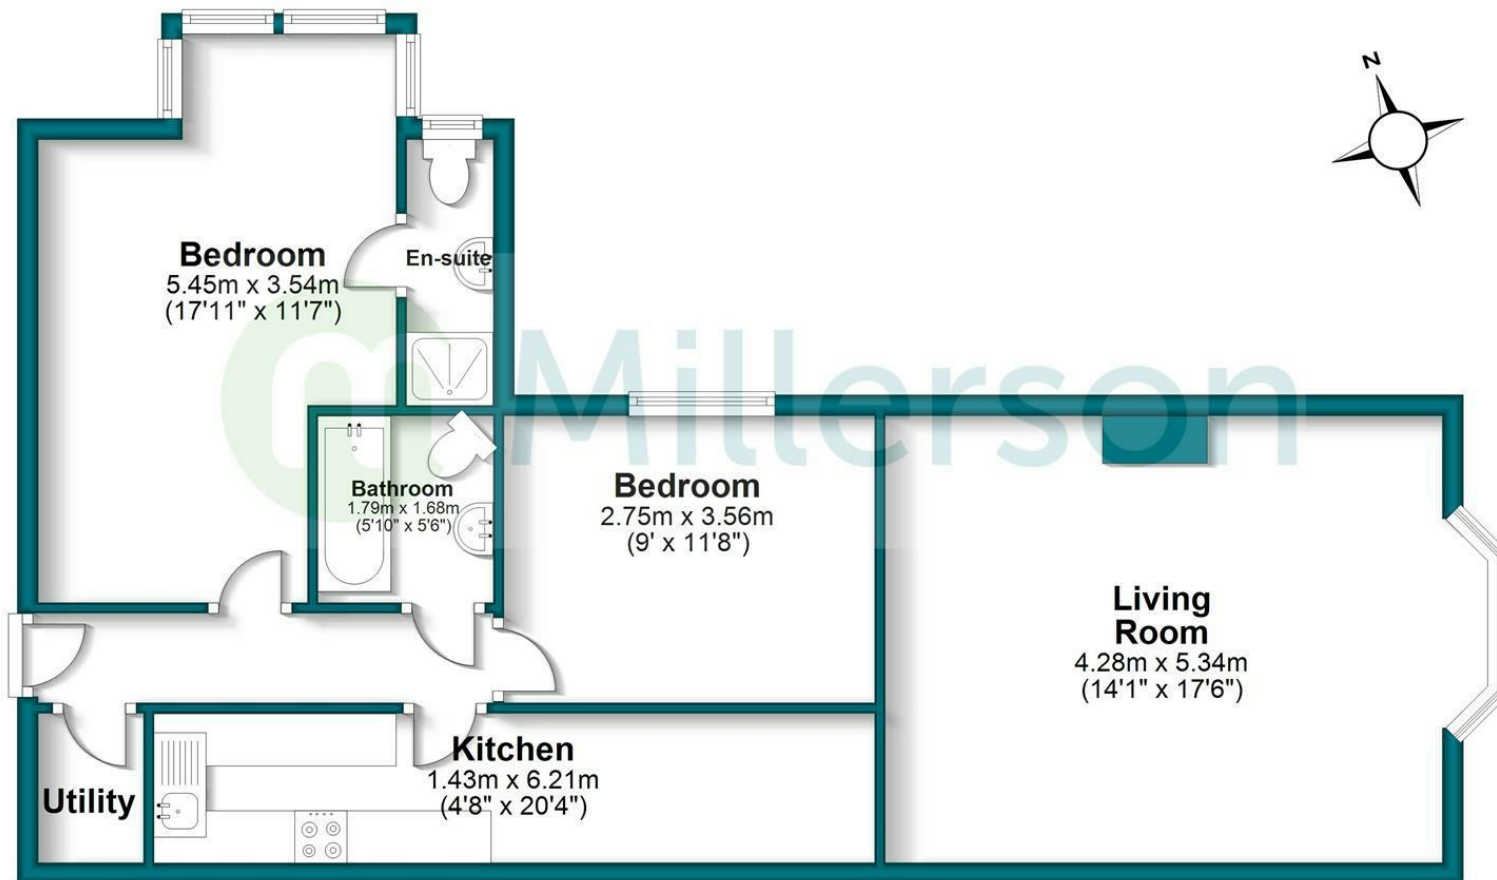 N
Bedroom
5.45m x 3.54m
(17'11" x 11'7")
En-suite
Millerson
Bathroom
1.79m x 1.68m
(5'10" x 5'6")
Bedroom
2.75m x 3.56m
(9' x 11'8")
Living
Room
4.28m x 5.34m
(14'1" x 17'6")
Kitchen
1.43m x 6.21m
(4'8" x 20'4")
Utility